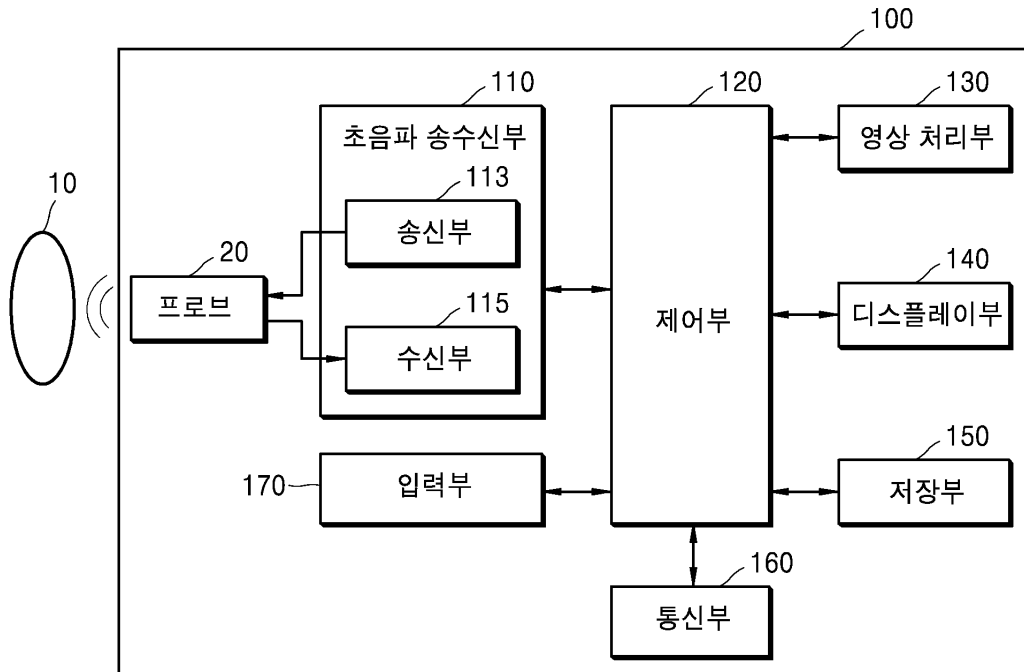 100
110
초음파 송수신부
120
130
영상 처리부
10
113
송신부
20
프로브
140
디스플레이부
제어부
115
수신부
150
저장부
170
입력부
160
통신부